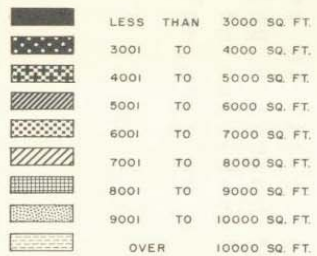 LESS THAN 3000 SQ. FT.
3001 TO 4000 SQ. FT.
4001 TO 5000 SQ. FT.
5001 TO 6000 SQ. FT.
6001 TO 7000 SQ. FT.
7001 TO 8000 SQ. FT.
8001 TO 9000 SQ. FT.
9001 TO 10000 SQ. FT.
OVER 10000 SQ. FT.